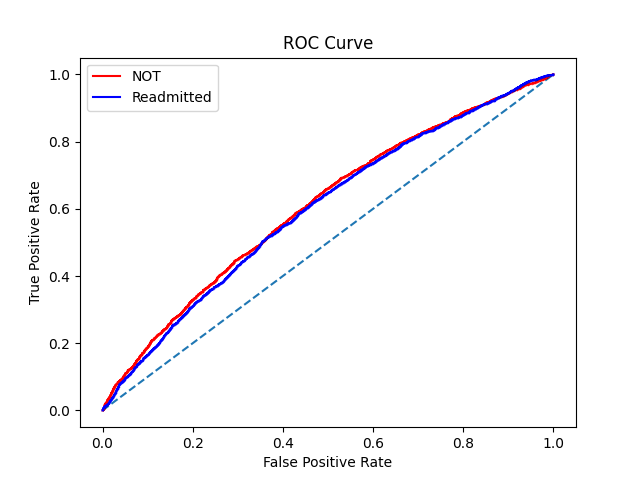 ROC Curve
NOT
Readmitted
True Positive Rate
1.0
0.8
0.6
0.4
0.2
0.0
0.0 0.2 0.4 0.6 0.8 1.0
False Positive Rate